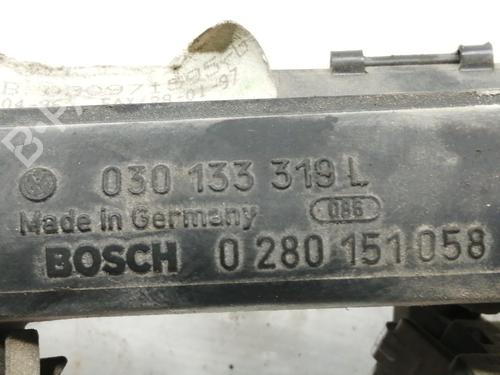 030 133 319 L
Made in Germany 086
BOSCH 0 280 151 058